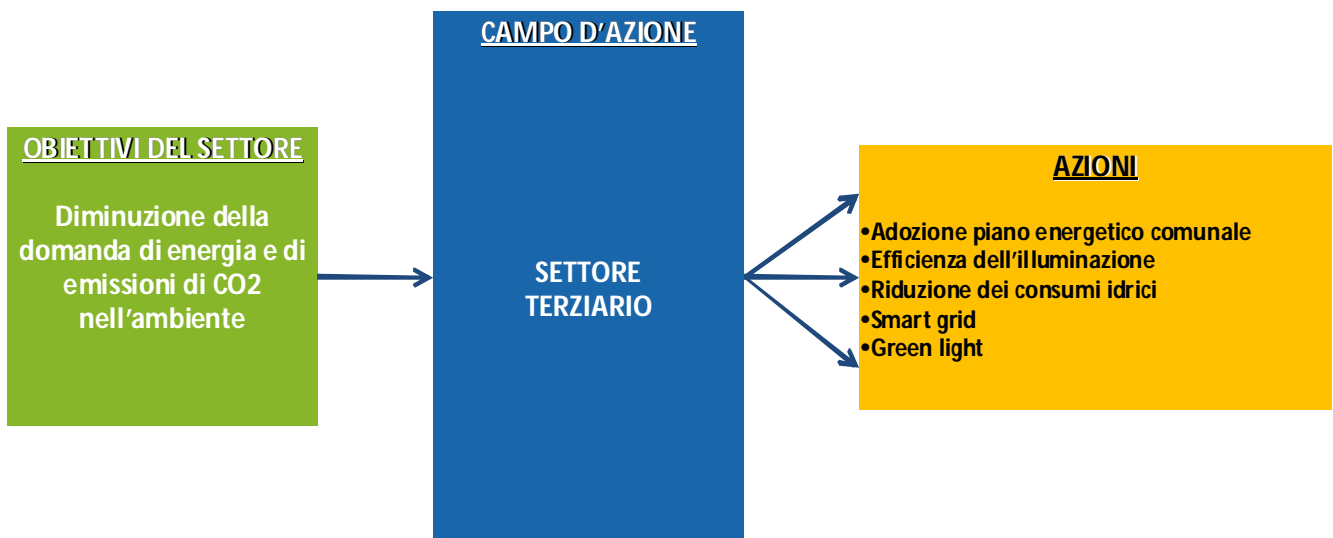 OBIETTIVI DEL SETTORE
Diminuzione della
domanda di energia e di
emissioni di CO2
nell'ambiente
CAMPO D'AZIONE
SETTORE
TERZIARIO
AZIONI
•Adozione piano energetico comunale
•Efficienza dell'illuminazione
•Riduzione dei consumi idrici
•Smart grid
•Green light